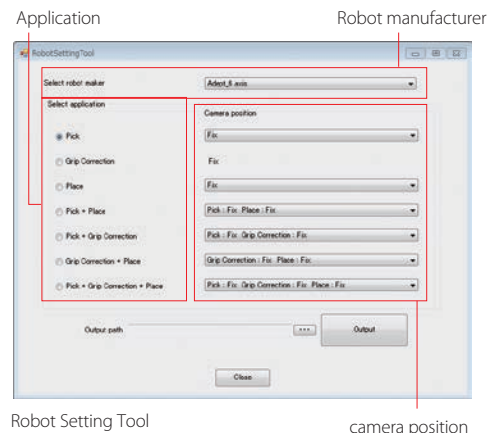 Application
Robot manufacturer
RobotSettingTool
Select robot maker
Adept_6 axis
Select application
Camera position
Pick
Fix
Grip Correction
Fix
Place
Fix
Pick + Place
Pick : Fix Place : Fix
Pick + Grip Correction
Pick : Fix Grip Correction : Fix
Grip Correction + Place
Grip Correction : Fix Place : Fix
Pick + Grip Correction + Place
Pick : Fix Grip Correction : Fix Place : Fix
Output path
...
Output
Close
Robot Setting Tool
camera position